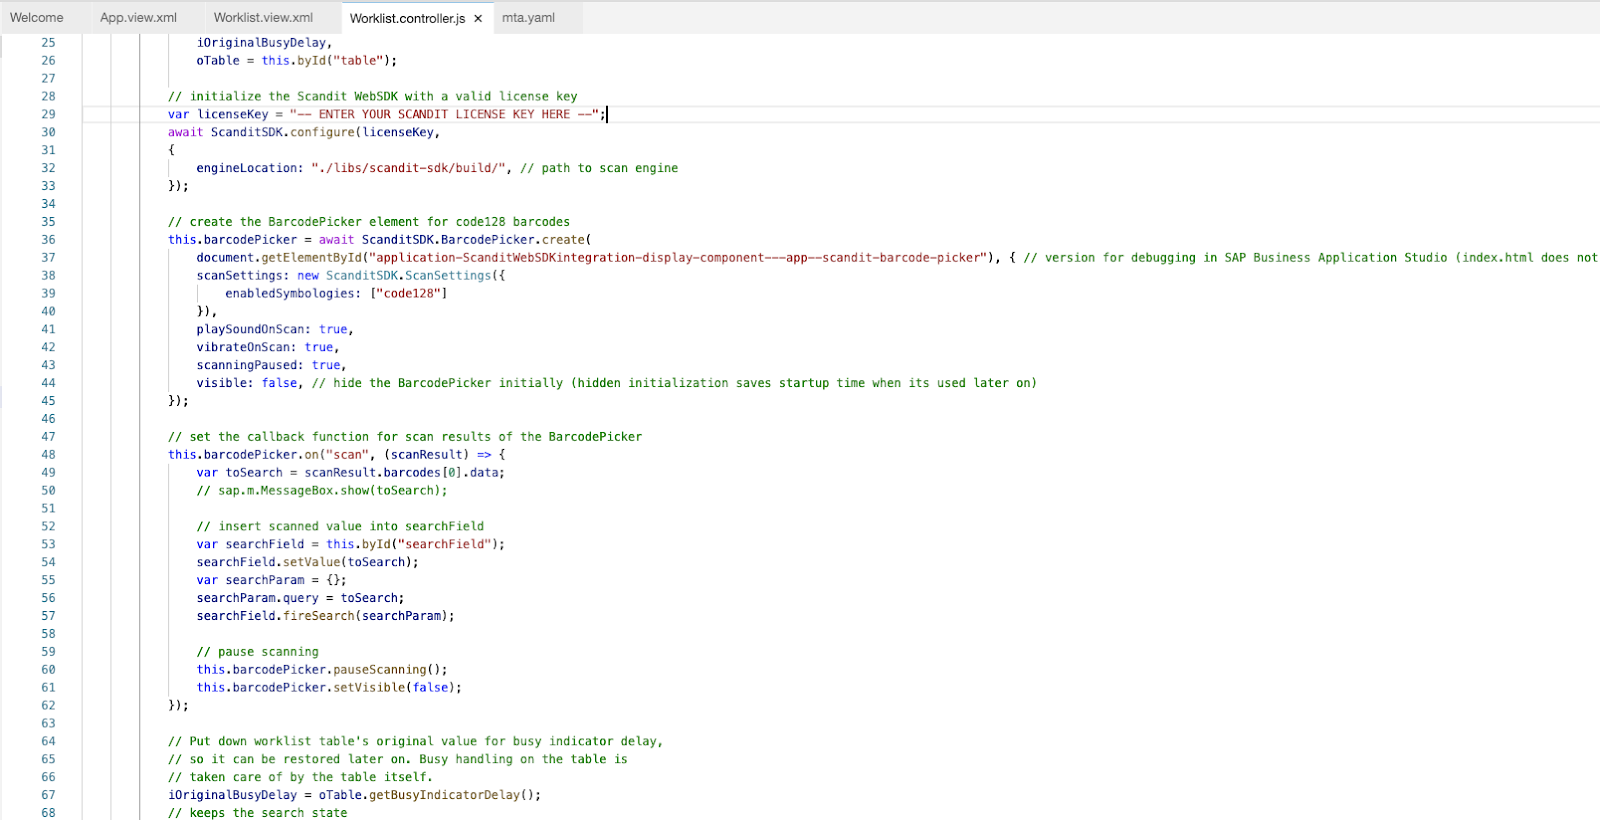 Welcome App.view.xml Worklist.view.xml Worklist.controller.js × mta.yaml
25 iOriginalBusyDelay,
26 oTable = this.byId("table");
27
28 // initialize the Scandit WebSDK with a valid license key
29 var licenseKey = "-- ENTER YOUR SCANDIT LICENSE KEY HERE --";
30 await ScanditSDK.configure(licenseKey,
31 {
32 engineLocation: "./libs/scandit-sdk/build/", // path to scan engine
33 });
34
35 // create the BarcodePicker element for code128 barcodes
36 this.barcodePicker = await ScanditSDK.BarcodePicker.create(
37 document.getElementById("application-ScanditWebSDKintegration-display-component---app--scandit-barcode-picker"), { // version for debugging in SAP Business Application Studio (index.html does not
38 scanSettings: new ScanditSDK.ScanSettings({
39 enabledSymbologies: ["code128"]
40 }),
41 playSoundOnScan: true,
42 vibrateOnScan: true,
43 scanningPaused: true,
44 visible: false, // hide the BarcodePicker initially (hidden initialization saves startup time when its used later on)
45 });
46
47 // set the callback function for scan results of the BarcodePicker
48 this.barcodePicker.on("scan", (scanResult) => {
49 var toSearch = scanResult.barcodes[0].data;
50 // sap.m.MessageBox.show(toSearch);
51
52 // insert scanned value into searchField
53 var searchField = this.byId("searchField");
54 searchField.setValue(toSearch);
55 var searchParam = {};
56 searchParam.query = toSearch;
57 searchField.fireSearch(searchParam);
58
59 // pause scanning
60 this.barcodePicker.pauseScanning();
61 this.barcodePicker.setVisible(false);
62 });
63
64 // Put down worklist table's original value for busy indicator delay,
65 // so it can be restored later on. Busy handling on the table is
66 // taken care of by the table itself.
67 iOriginalBusyDelay = oTable.getBusyIndicatorDelay();
68 // keeps the search state